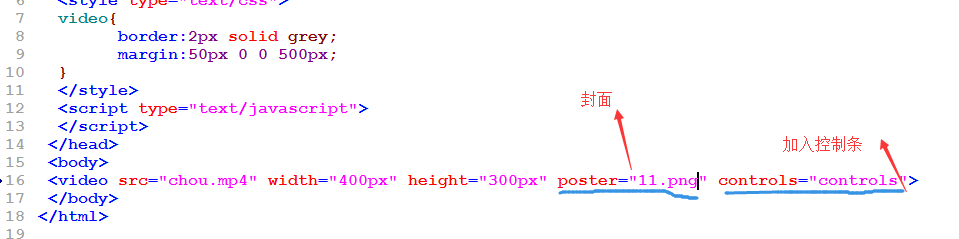 6 <style type="text/css">
7 video{
8 border:2px solid grey;
9 margin:50px 0 0 500px;
10 }
11 </style>
12 <script type="text/javascript">
封面
13 </script>
14 </head>
加入控制条
15 <body>
16 <video src="chou.mp4" width="400px" height="300px" poster="11.png" controls="controls">
17 </body>
18 </html>
19